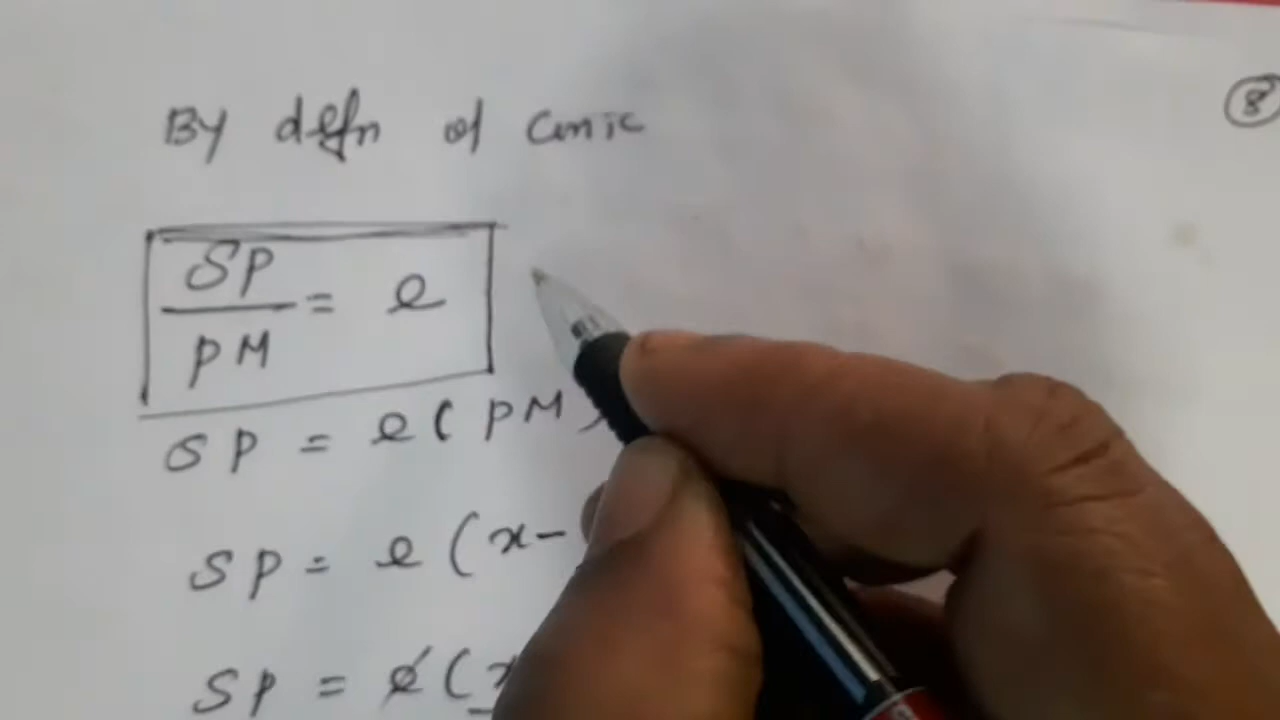 By defn of Conic
8
SP
PM
= e
SP = e(PM)
SP = e(x-
SP = e(x